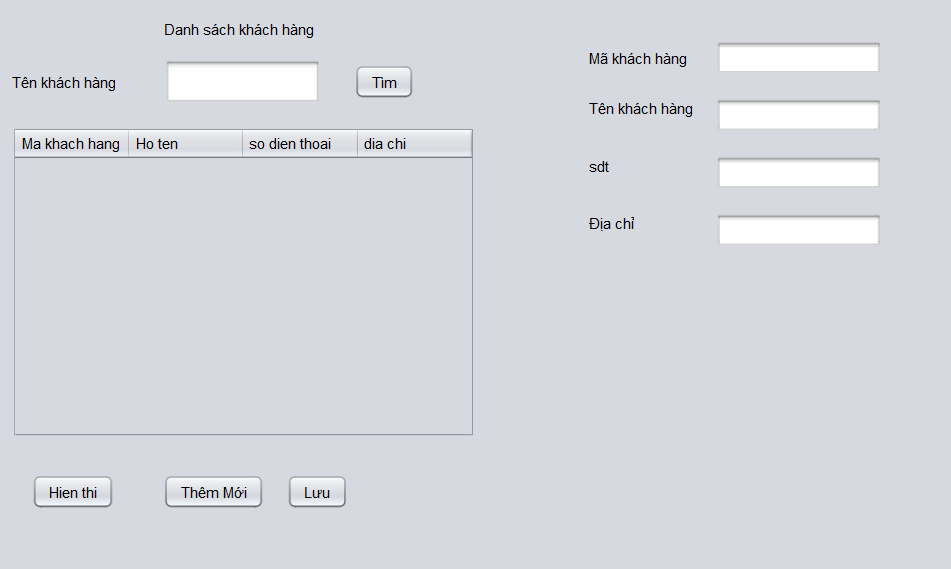 Danh sách khách hàng
Tên khách hàng
Tìm
Ma khach hang Ho ten so dien thoai dia chi
Hien thi Thêm Mới Lưu
Mã khách hàng
Tên khách hàng
sdt
Địa chỉ